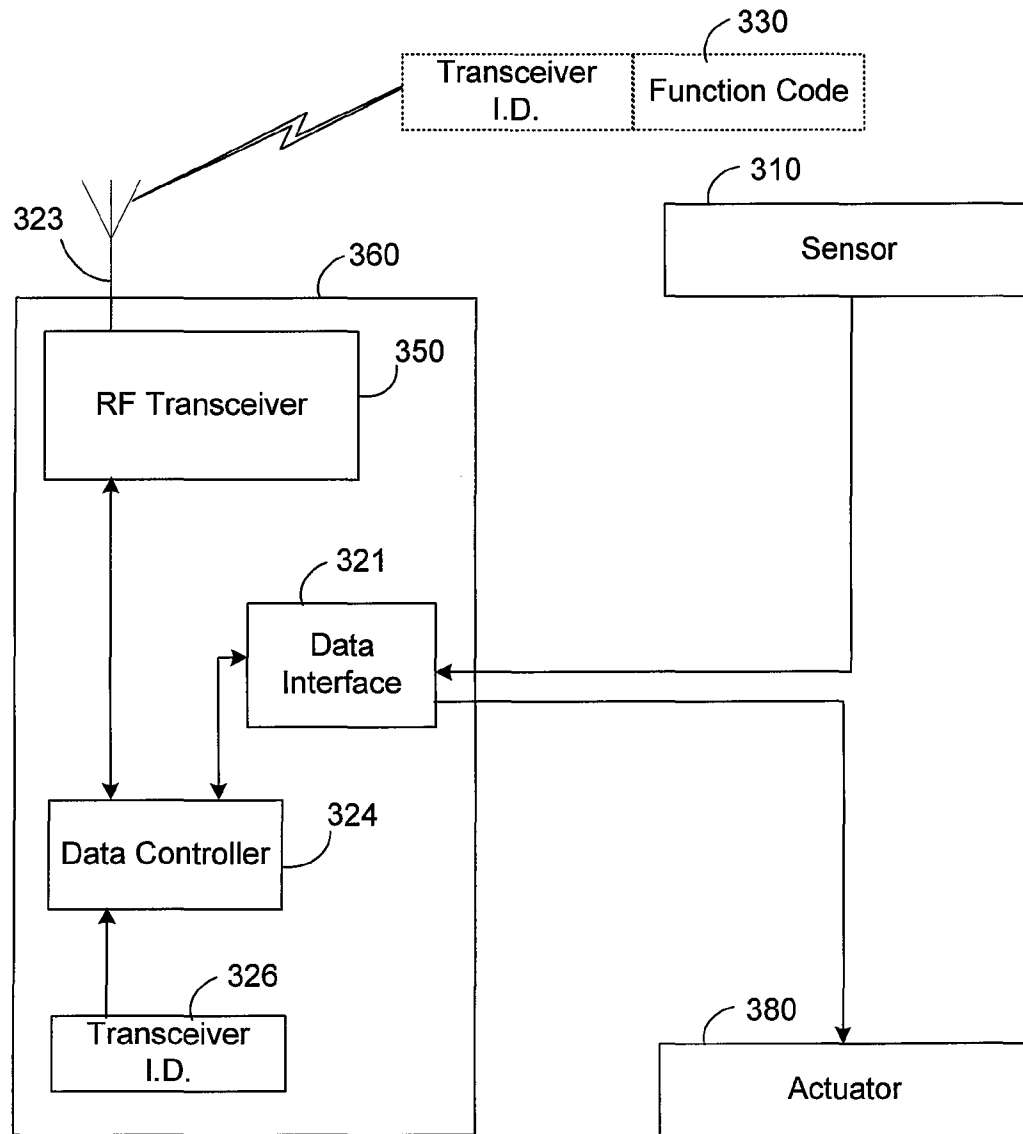 330
Transceiver
I.D.
Function Code
310
Sensor
323
360
350
RF Transceiver
321
Data
Interface
324
Data Controller
326
Transceiver
I.D.
380
Actuator